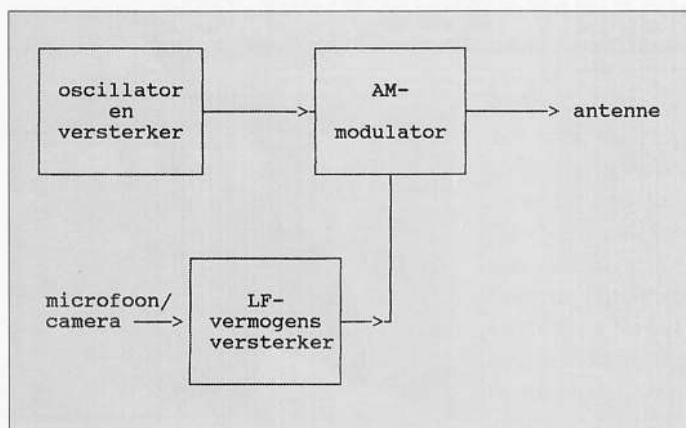 oscillator
en
versterker
AM-
modulator
antenne
microfoon/
camera
LF-
vermogens
versterker